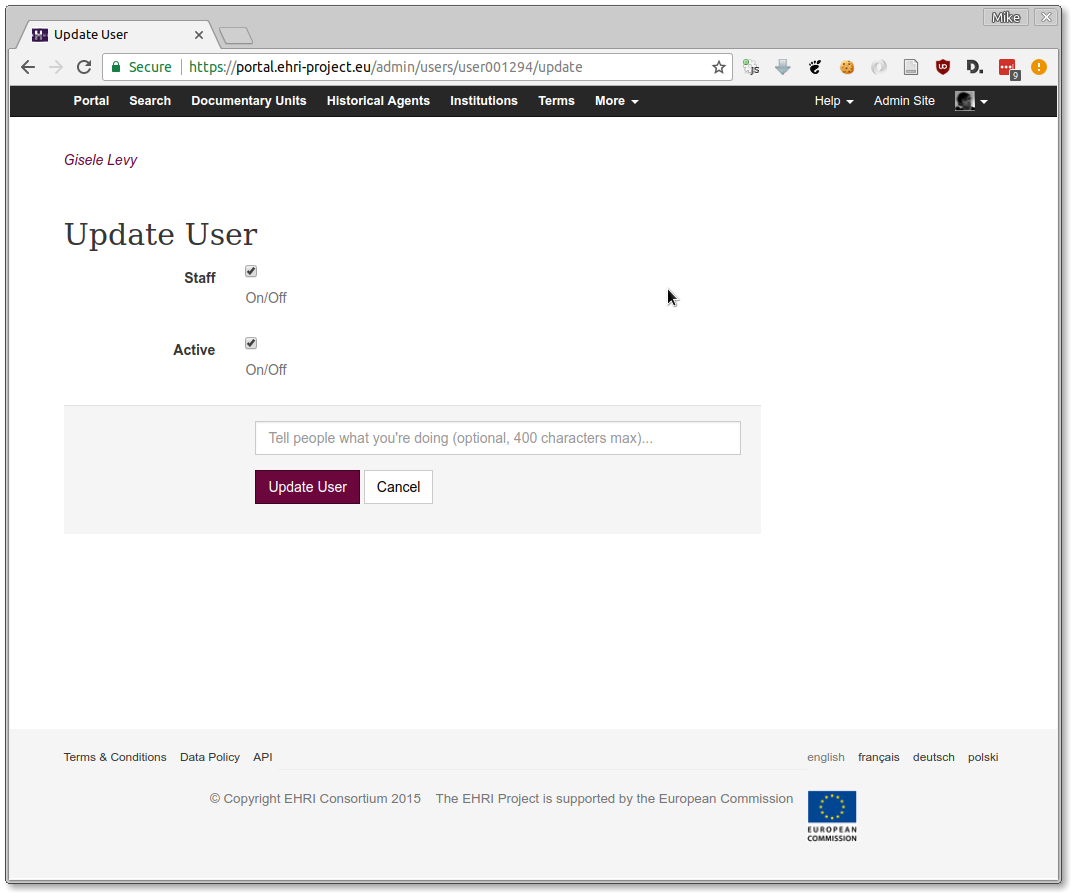 Mike
Update User
Secure https://portal.ehri-project.eu/admin/users/user001294/update
js
D.
9
Portal Search Documentary Units Historical Agents Institutions Terms More Help Admin Site
Gisele Levy
Update User
Staff
On/Off
Active
On/Off
Tell people what you're doing (optional, 400 characters max)...
Update User Cancel
Terms & Conditions Data Policy API english français deutsch polski
© Copyright EHRI Consortium 2015 The EHRI Project is supported by the European Commission
EUROPEAN
COMMISSION